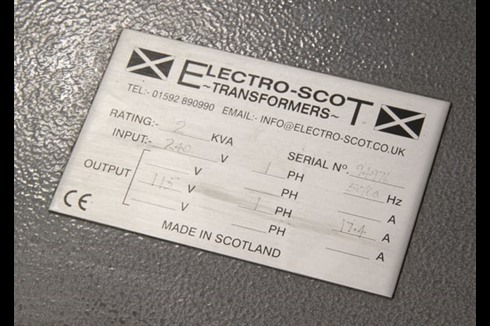 ELECTRO-SCOT
~TRANSFORMERS~
TEL:- 01592 890990 EMAIL:- INFO@ELECTRO-SCOT.CO.UK
RATING:- 2 KVA SERIAL Nº.
INPUT:- 240 V 1 PH Hz
OUTPUT 115 V 1 PH 17.4 A
V PH A
CE MADE IN SCOTLAND